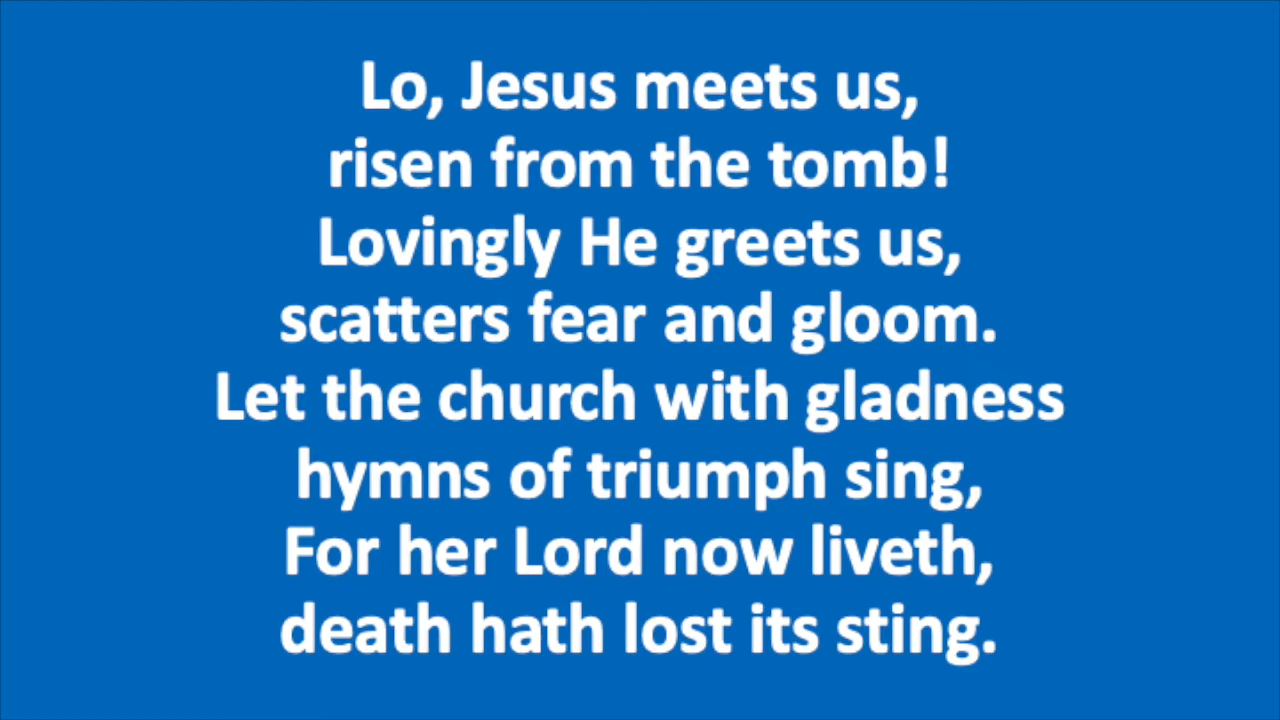 Lo, Jesus meets us,
risen from the tomb!
Lovingly He greets us,
scatters fear and gloom.
Let the church with gladness
hymns of triumph sing,
For her Lord now liveth,
death hath lost its sting.